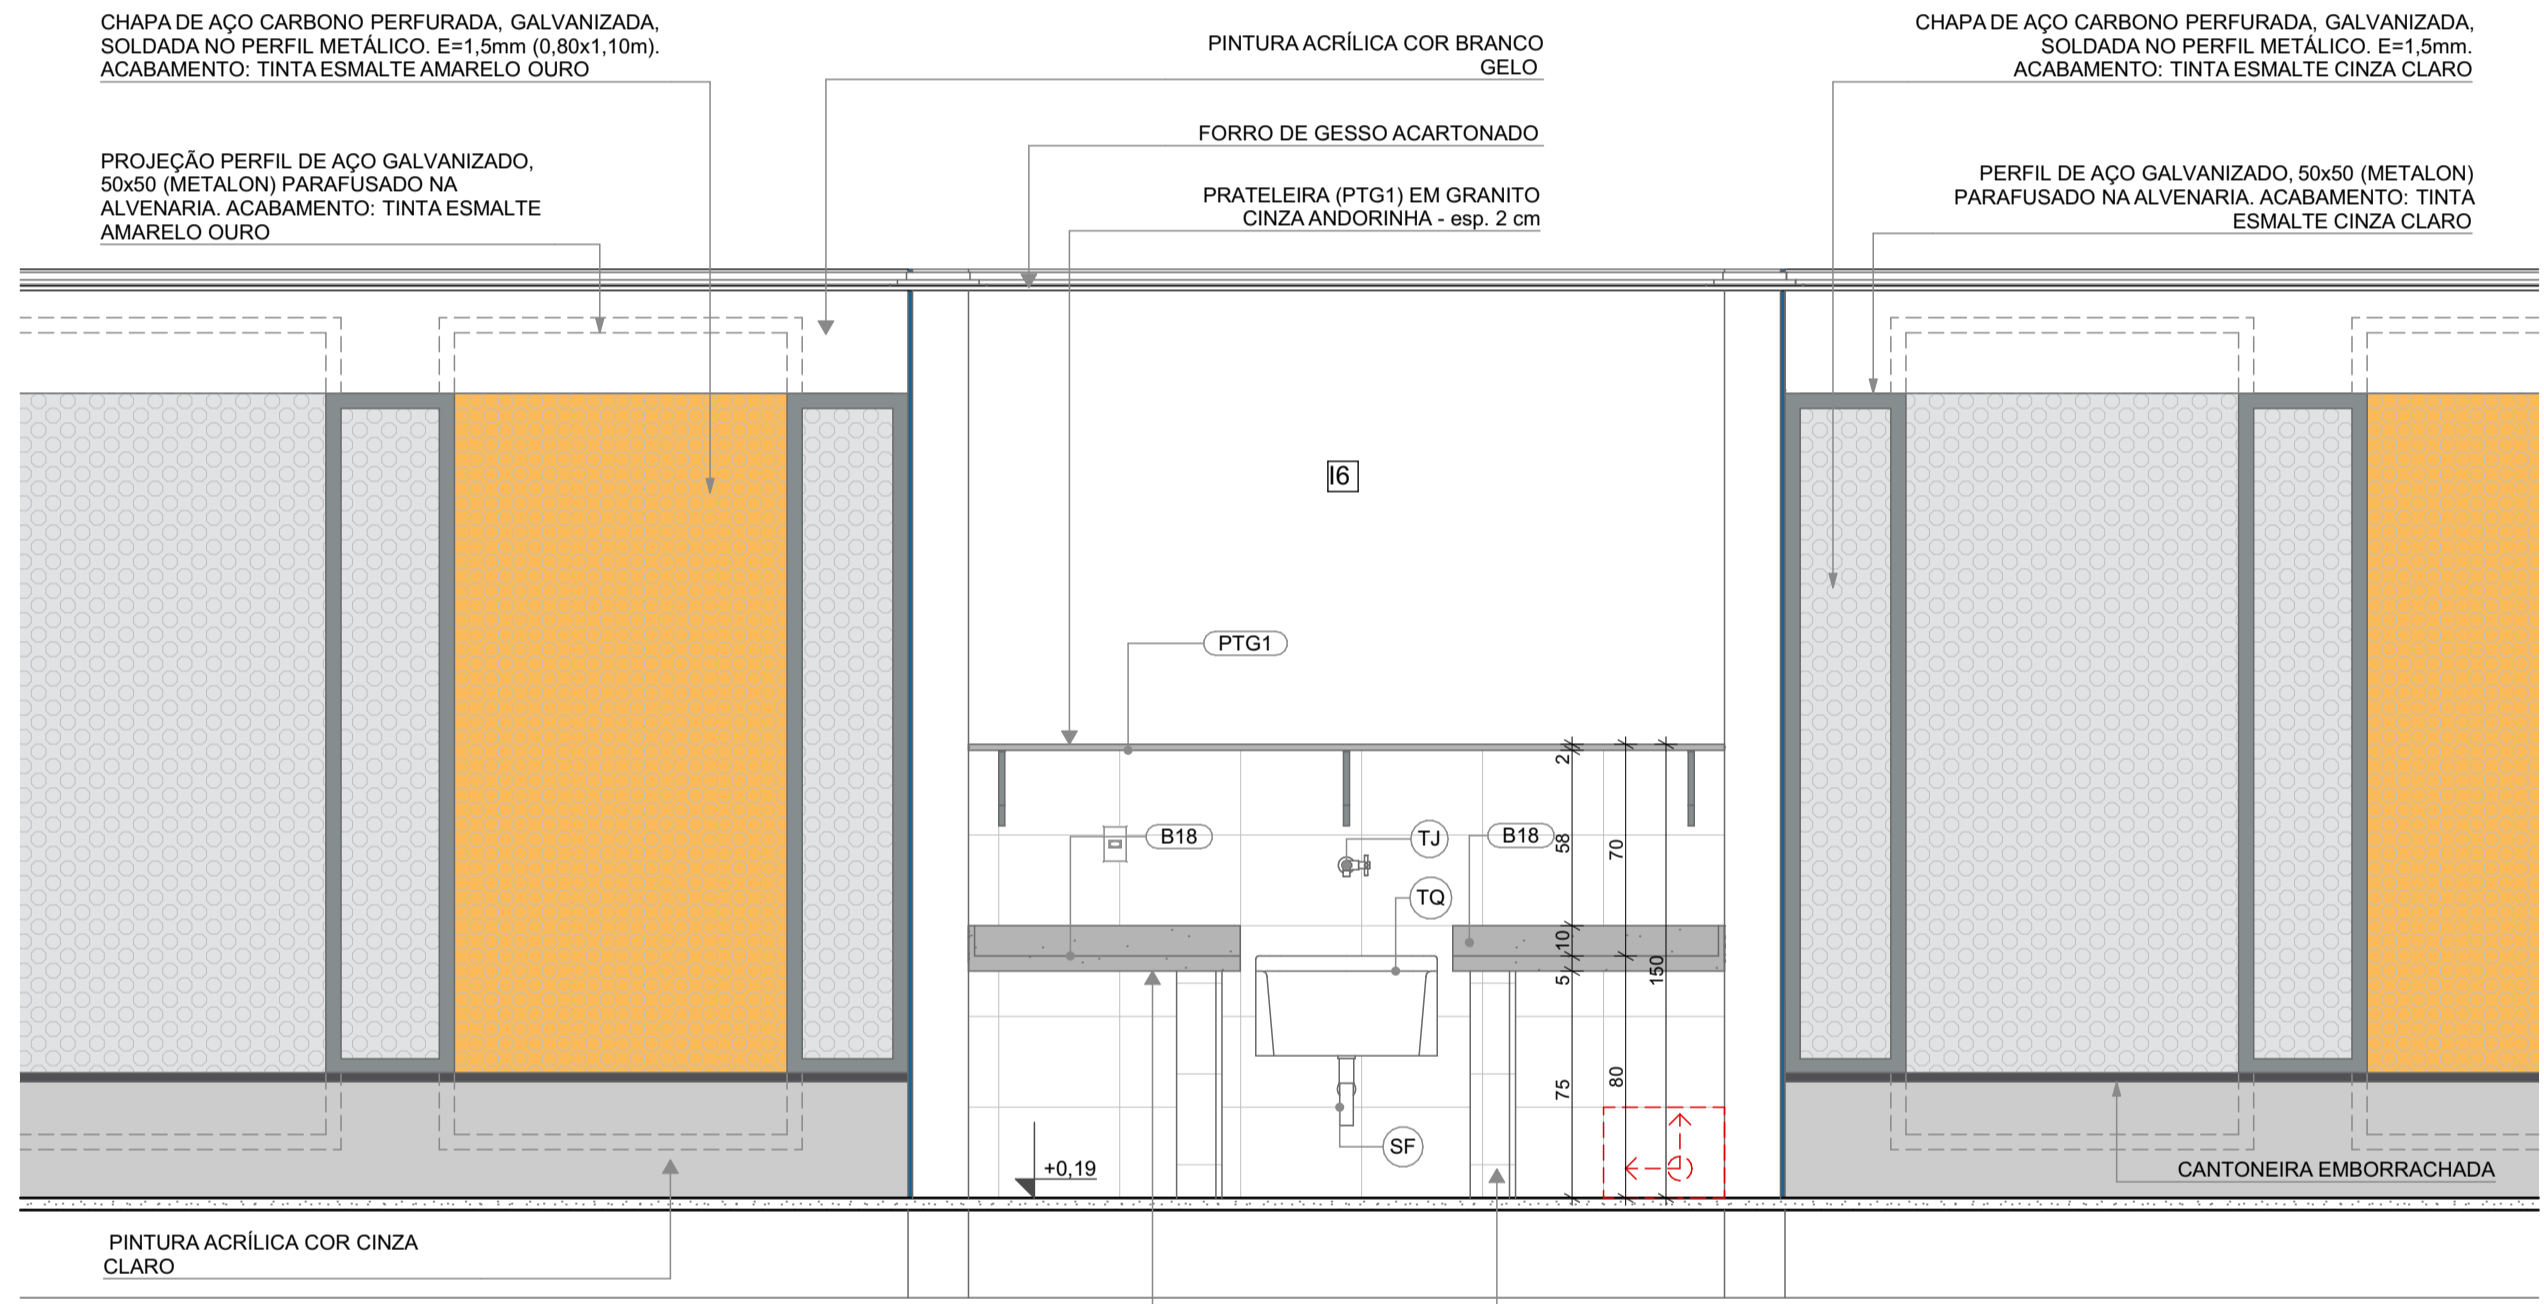 CHAPA DE AÇO CARBONO PERFURADA, GALVANIZADA,
SOLDADA NO PERFIL METÁLICO. E=1,5mm (0,80x1,10m).
ACABAMENTO: TINTA ESMALTE AMARELO OURO
PINTURA ACRÍLICA COR BRANCO
GELO
CHAPA DE AÇO CARBONO PERFURADA, GALVANIZADA,
SOLDADA NO PERFIL METÁLICO. E=1,5mm.
ACABAMENTO: TINTA ESMALTE CINZA CLARO
FORRO DE GESSO ACARTONADO
PROJEÇÃO PERFIL DE AÇO GALVANIZADO,
50x50 (METALON) PARAFUSADO NA
ALVENARIA. ACABAMENTO: TINTA ESMALTE
AMARELO OURO
PRATELEIRA (PTG1) EM GRANITO
CINZA ANDORINHA - esp. 2 cm
PERFIL DE AÇO GALVANIZADO, 50x50 (METALON)
PARAFUSADO NA ALVENARIA. ACABAMENTO: TINTA
ESMALTE CINZA CLARO
I6
PTG1
2
B18
TJ
B18
58
70
TQ
10
5
150
75
80
SF
+0,19
CANTONEIRA EMBORRACHADA
PINTURA ACRÍLICA COR CINZA
CLARO